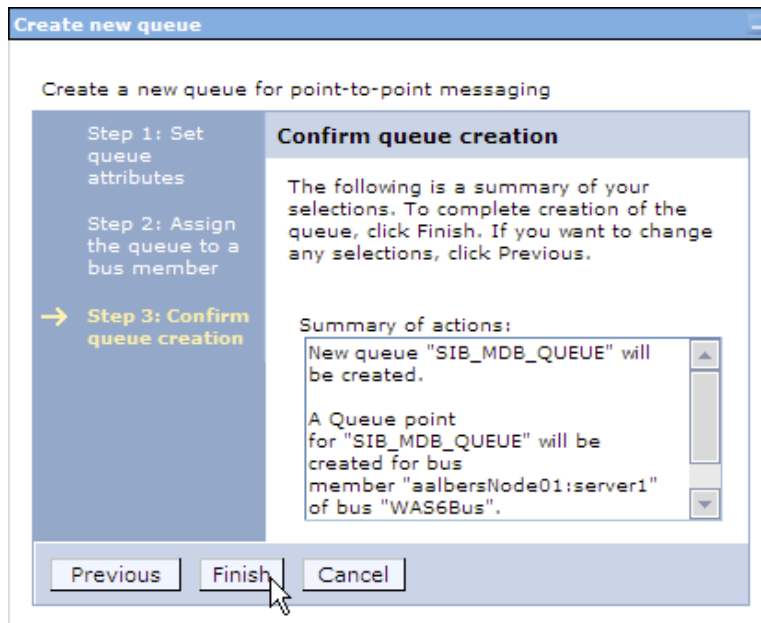 Create new queue
Create a new queue for point-to-point messaging
Step 1: Set
queue
attributes
Step 2: Assign
the queue to a
bus member
Step 3: Confirm
queue creation
Confirm queue creation
The following is a summary of your
selections. To complete creation of the
queue, click Finish. If you want to change
any selections, click Previous.
Summary of actions:
New queue "SIB_MDB_QUEUE" will
be created.
A Queue point
for "SIB_MDB_QUEUE" will be
created for bus
member "aalbersNode01:server1"
of bus "WAS6Bus".
Previous
Finish
Cancel